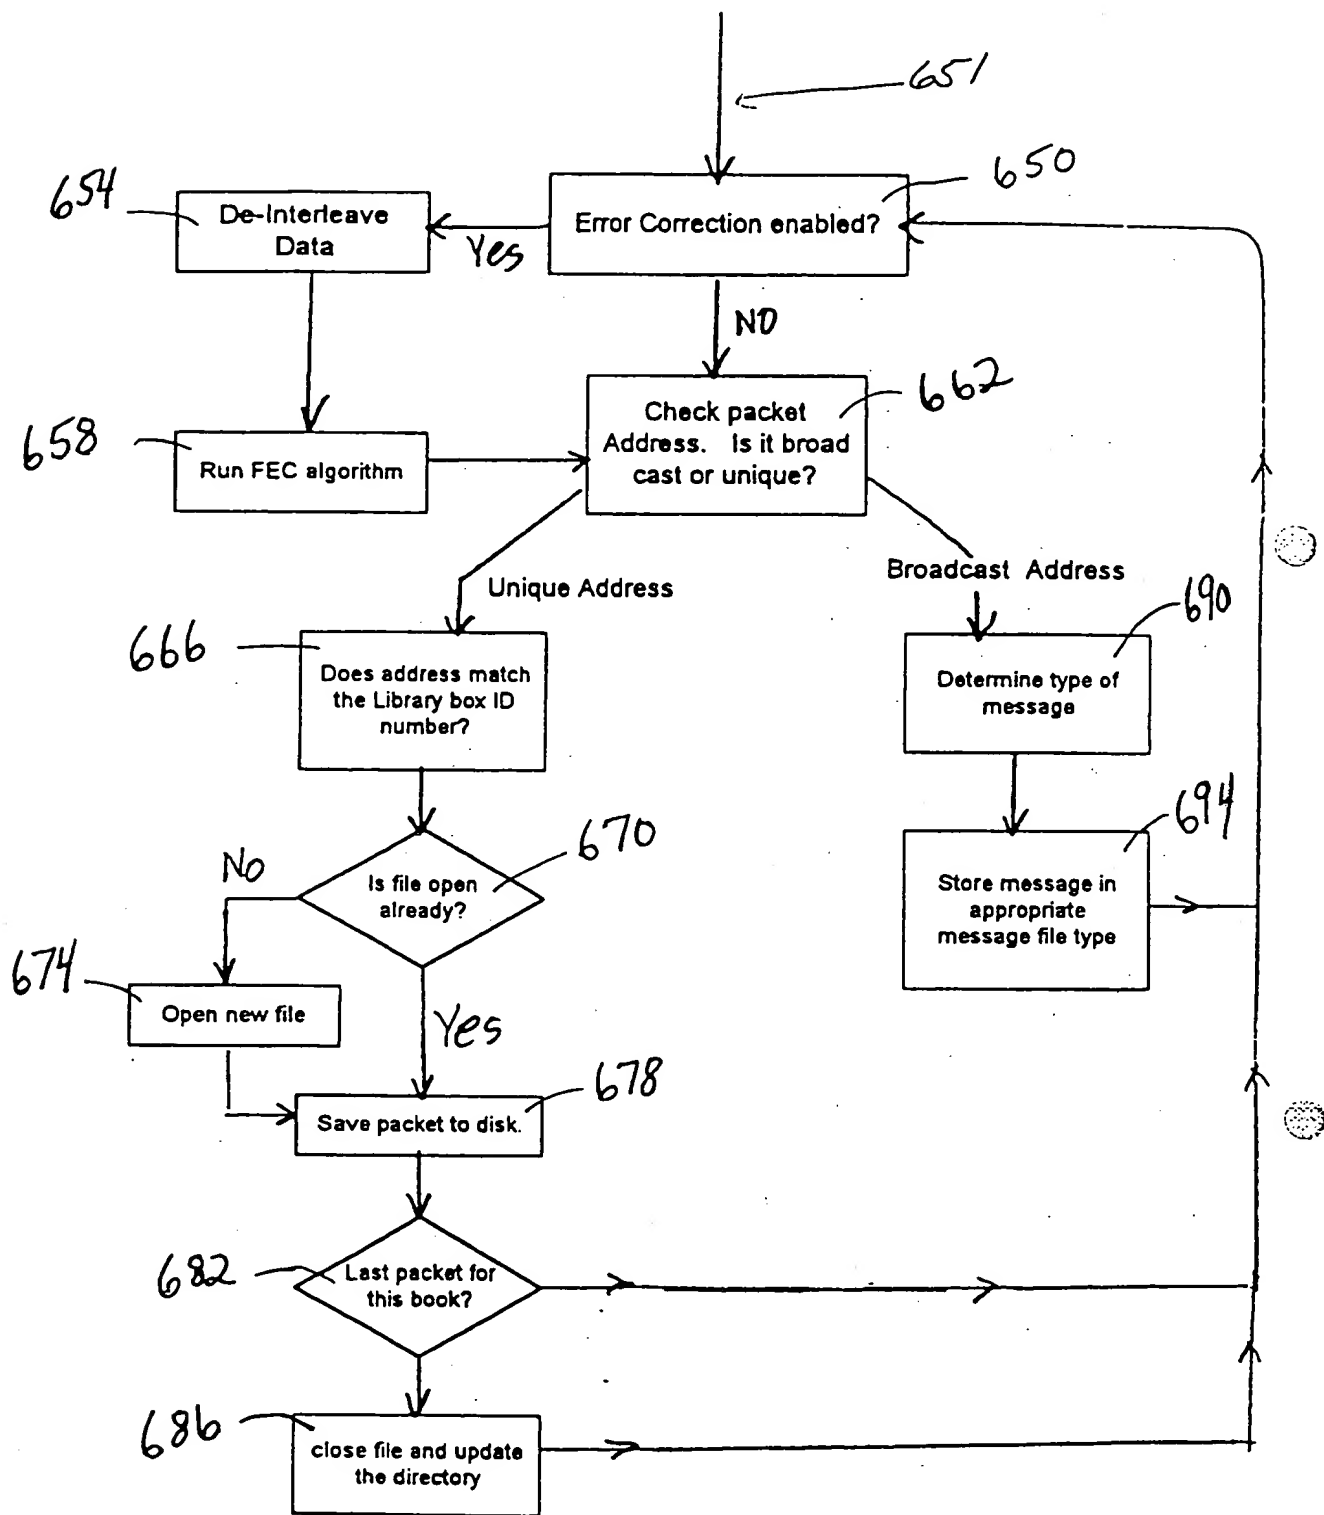 651
650
654
De-Interleave
Data
Yes
Error Correction enabled?
NO
662
Check packet
Address. Is it broad
cast or unique?
658
Run FEC algorithm
Unique Address
Broadcast Address
690
666
Does address match
the Library box ID
number?
Determine type of
message
694
670
No
Is file open
already?
Store message in
appropriate
message file type
674
Open new file
Yes
678
Save packet to disk.
682
Last packet for
this book?
686
close file and update
the directory